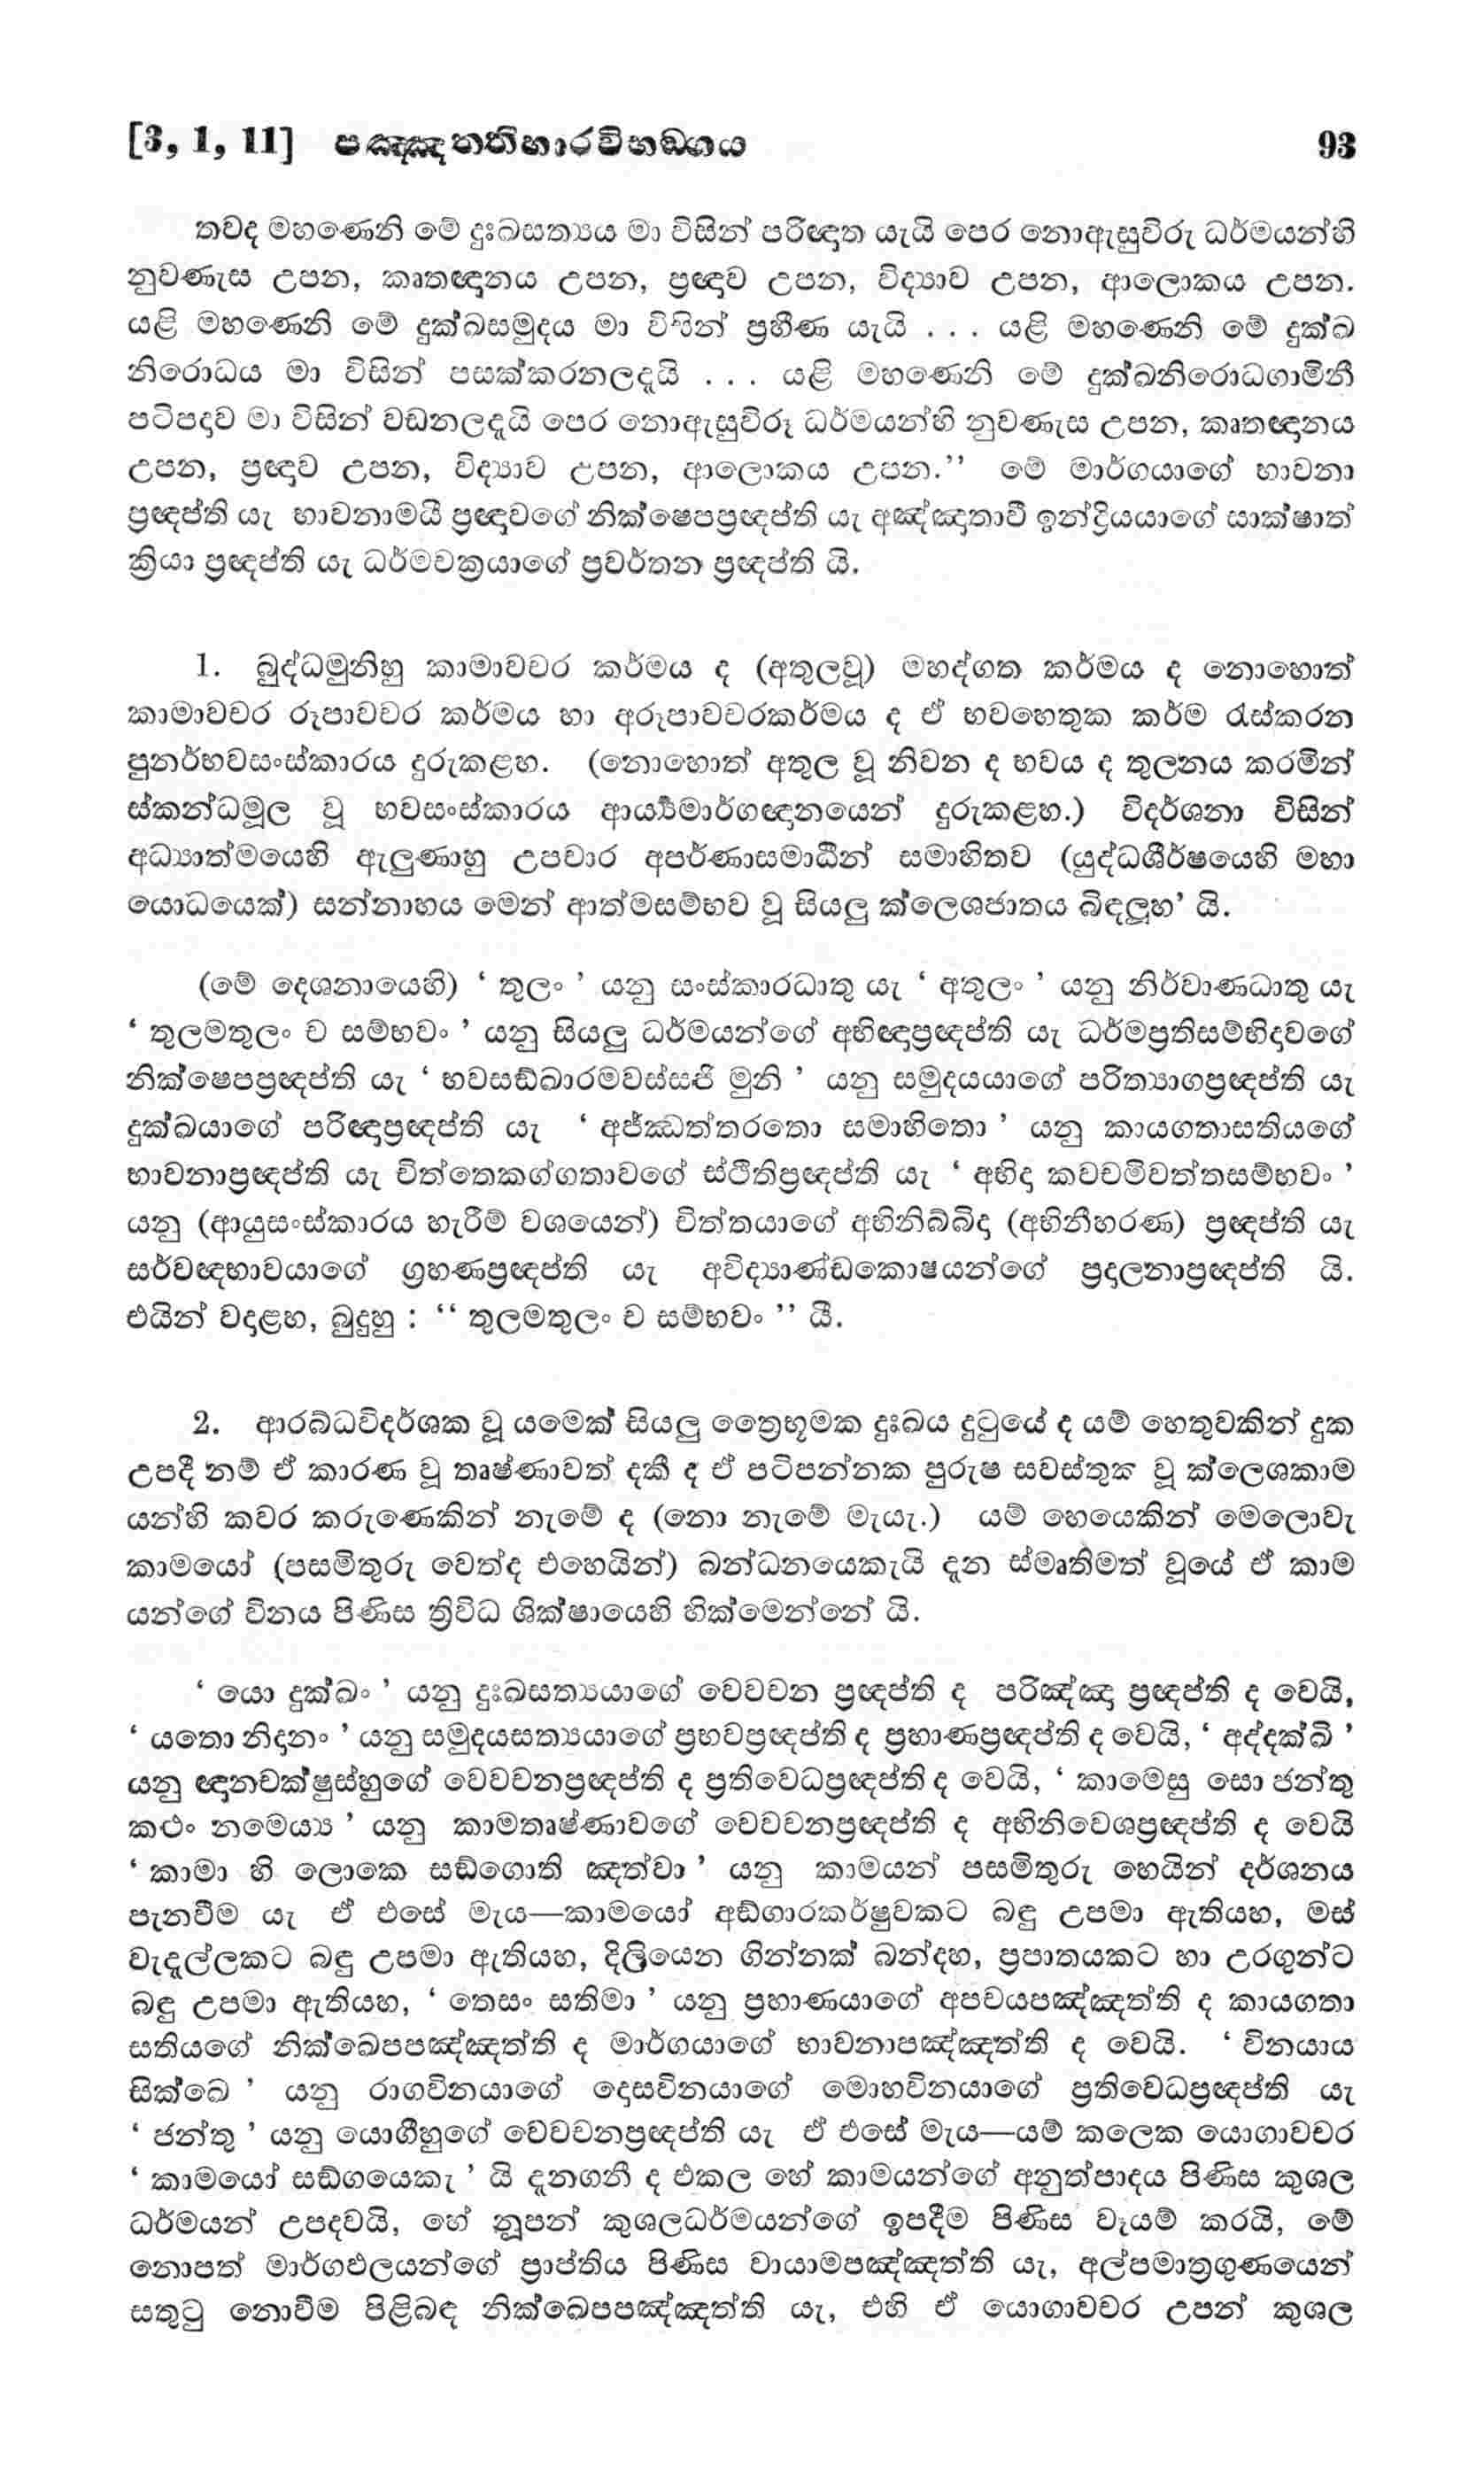 [3, 1, 11] පඤ්ඤත්තිහාරවිභඞ්ගය 93
තවද මහණෙනි මේ දුඃඛසත්‍යය මා විසින් පරිඥාත යැයි පෙර නොඇසුවිරූ ධර්මයන්හි
නුවණැස උපන, කෘතඥානය උපන, ප්‍රඥාව උපන, විද්‍යාව උපන, ආලොකය උපන.
යළි මහණෙනි මේ දුක්ඛසමුදය මා විසින් ප්‍රහීණ යැයි . . . යළි මහණෙනි මේ දුක්ඛ
නිරොධය මා විසින් පසක්කරනලදැයි . . . යළි මහණෙනි මේ දුක්ඛනිරොධගාමිනී
පටිපදාව මා විසින් වඩනලදැයි පෙර නොඇසුවිරූ ධර්මයන්හි නුවණැස උපන, කෘතඥානය
උපන, ප්‍රඥාව උපන, විද්‍යාව උපන, ආලොකය උපන.’’ මේ මාර්ගයාගේ භාවනා
ප්‍රඥප්ති යැ භාවනාමයී ප්‍රඥාවගේ නික්ෂෙපප්‍රඥප්ති යැ අඤ්ඤාතාවී ඉන්ද්‍රියයාගේ සාක්ෂාත්
ක්‍රියා ප්‍රඥප්ති යැ ධර්මචක්‍රයාගේ ප්‍රවර්තන ප්‍රඥප්ති යි.
1. බුද්ධමුනිහු කාමාවචර කර්මය ද (අතුලවූ) මහද්ගත කර්මය ද නොහොත්
කාමාවචර රූපාවචර කර්මය හා අරූපාවචරකර්මය ද ඒ භවහෙතුක කර්ම රැස්කරන
පුනර්භවසංස්කාරය දුරුකළහ. (නොහොත් අතුල වූ නිවන ද භවය ද තුලනය කරමින්
ස්කන්ධමූල වූ භවසංස්කාරය ආර්‍ය්‍යමාර්ගඥානයෙන් දුරුකළහ.) විදර්ශනා විසින්
අධ්‍යාත්මයෙහි ඇලුණාහු උපචාර අපර්ණාසමාධීන් සමාහිතව (යුද්ධශීර්ෂයෙහි මහා
යොධයෙක්) සන්නාහය මෙන් ආත්මසම්භව වූ සියලු ක්ලෙශජාතය බිඳලූහ’ යි.
(මේ දෙශනායෙහි) ‘ තුලං ’ යනු සංස්කාරධාතු යැ ‘ අතුලං ’ යනු නිර්වාණධාතු යැ
‘ තුලමතුලං ච සම්භවං ’ යනු සියලු ධර්මයන්ගේ අභිඥාප්‍රඥප්ති යැ ධර්මප්‍රතිසම්භිදාවගේ
නික්ෂෙපප්‍රඥප්ති යැ ‘ භවසඞ්ඛාරමවස්සජි මුනි ’ යනු සමුදයයාගේ පරිත්‍යාගප්‍රඥප්ති යැ
දුක්ඛයාගේ පරිඥාප්‍රඥප්ති යැ ‘ අජ්ඣත්තරතො සමාහිතො ’ යනු කායගතාසතියගේ
භාවනාප්‍රඥප්ති යැ චිත්තෙකග්ගතාවගේ ස්ථිතිප්‍රඥප්ති යැ ‘ අභිදා කවචමිවත්තසම්භවං ’
යනු (ආයුසංස්කාරය හැරීම් වශයෙන්) චිත්තයාගේ අභිනිබ්බිදා (අභිනීහරණ) ප්‍රඥප්ති යැ
සර්වඥභාවයාගේ ග්‍රහණප්‍රඥප්ති යැ අවිද්‍යාණ්ඩකොෂයන්ගේ ප්‍රදාලනාප්‍රඥප්ති යි.
එයින් වදාළහ, බුදුහු : ‘‘ තුලමතුලං ච සම්භවං ’’ යී.
2. ආරබ්ධවිදර්ශක වූ යමෙක් සියලු ත්‍රෛභූමක දුඃඛය දුටුයේ ද යම් හෙතුවකින් දුක
උපදී නම් ඒ කාරණ වූ තෘෂ්ණාවත් දකී ද ඒ පටිපන්නක පුරුෂ සවස්තුක වූ ක්ලෙශකාම
යන්හි කවර කරුණෙකින් නැමේ ද (නො නැමේ මැයැ.) යම් හෙයෙකින් මෙලොවැ
කාමයෝ (පසමිතුරු වෙත්ද එහෙයින්) බන්ධනයෙකැයි දැන ස්මෘතිමත් වූයේ ඒ කාම
යන්ගේ විනය පිණිස ත්‍රිවිධ ශික්ෂායෙහි හික්මෙන්නේ යි.
‘ යො දුක්ඛං ’ යනු දුඃඛසත්‍යයාගේ වෙවචන ප්‍රඥප්ති ද පරිඤ්ඤා ප්‍රඥප්ති ද වෙයි,
‘ යතො නිදානං ’ යනු සමුදයසත්‍යයාගේ ප්‍රභවප්‍රඥප්ති ද ප්‍රහාණප්‍රඥප්ති ද වෙයි, ‘ අද්දක්ඛි ’
යනු ඥානචක්ෂුස්හුගේ වෙවචනප්‍රඥප්ති ද ප්‍රතිවෙධප්‍රඥප්ති ද වෙයි, ‘ කාමෙසු සො ජන්තු
කථං නමෙය්‍ය ’ යනු කාමතෘෂ්ණාවගේ වෙවචනප්‍රඥප්ති ද අභිනිවෙශප්‍රඥප්ති ද වෙයි
‘ කාමා හි ලොකෙ සඞ්ගොති ඤත්වා ’ යනු කාමයන් පසමිතුරු හෙයින් දර්ශනය
පැනවීම යැ ඒ එසේ මැය—කාමයෝ අඞ්ගාරකර්ෂුවකට බඳු උපමා ඇතියහ, මස්
වැදැල්ලකට බඳු උපමා ඇතියහ, දිලියෙන ගින්නක් බන්දහ, ප්‍රපාතයකට හා උරගුන්ට
බඳු උපමා ඇතියහ, ‘ තෙසං සතිමා ’ යනු ප්‍රහාණයාගේ අපචයපඤ්ඤත්ති ද කායගතා
සතියගේ නික්ඛෙපපඤ්ඤත්ති ද මාර්ගයාගේ භාවනාපඤ්ඤත්ති ද වෙයි. ‘ විනයාය
සික්ඛෙ ’ යනු රාගවිනයාගේ දොසවිනයාගේ මොහවිනයාගේ ප්‍රතිවෙධප්‍රඥප්ති යැ
‘ ජන්තු ’ යනු යොගීහුගේ වෙවචනප්‍රඥප්ති යැ ඒ එසේ මැය—යම් කලෙක යොගාවචර
‘ කාමයෝ සඞ්ගයෙකැ ’ යි දැනගනී ද එකල හේ කාමයන්ගේ අනුත්පාදය පිණිස කුශල
ධර්මයන් උපදවයි, හේ නූපන් කුශලධර්මයන්ගේ ඉපදීම පිණිස වෑයම් කරයි, මේ
නොපත් මාර්ගඵලයන්ගේ ප්‍රාප්තිය පිණිස වායාමපඤ්ඤත්ති යැ, අල්පමාත්‍රගුණයෙන්
සතුටු නොවීම පිළිබඳ නික්ඛෙපපඤ්ඤත්ති යැ, එහි ඒ යොගාවචර උපන් කුශල